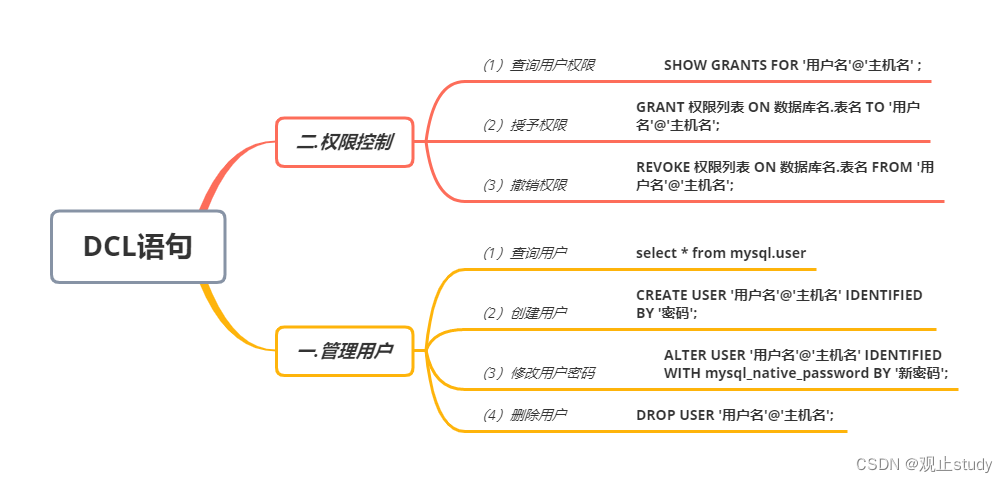 (1）查询用户权限 SHOW GRANTS FOR '用户名'@'主机名' ;
(2）授予权限 GRANT 权限列表 ON 数据库名.表名 TO '用户
名'@'主机名';
(3）撤销权限 REVOKE 权限列表 ON 数据库名.表名 FROM '用
户名'@'主机名';
二.权限控制
DCL语句
(1）查询用户 select * from mysql.user
(2）创建用户 CREATE USER '用户名'@'主机名' IDENTIFIED
BY '密码';
(3）修改用户密码 ALTER USER '用户名'@'主机名' IDENTIFIED
WITH mysql_native_password BY '新密码';
(4）删除用户 DROP USER '用户名'@'主机名';
一.管理用户
CSDN @观止study